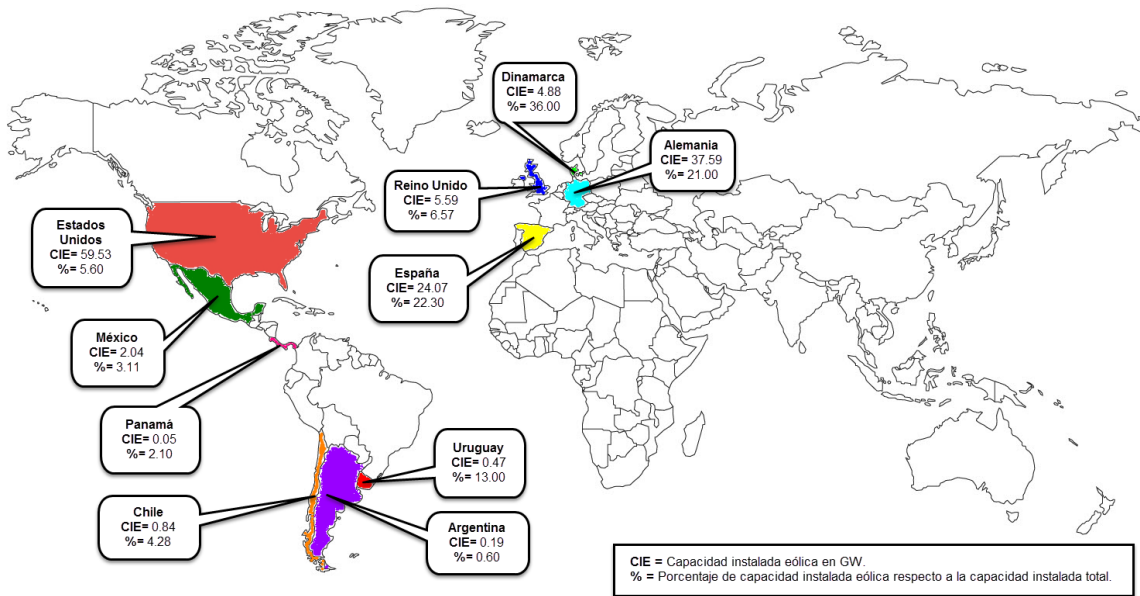 Dinamarca
CIE= 4.88
%= 36.00
Alemania
CIE= 37.59
%= 21.00
Reino Unido
CIE= 5.59
%= 6.57
Estados
Unidos
CIE= 59.53
%= 5.60
España
CIE= 24.07
%= 22.30
México
CIE= 2.04
%= 3.11
Panamá
CIE= 0.05
%= 2.10
Uruguay
CIE= 0.47
%= 13.00
Chile
CIE= 0.84
%= 4.28
Argentina
CIE= 0.19
%= 0.60
CIE = Capacidad instalada eólica en GW.
% = Porcentaje de capacidad instalada eólica respecto a la capacidad instalada total.